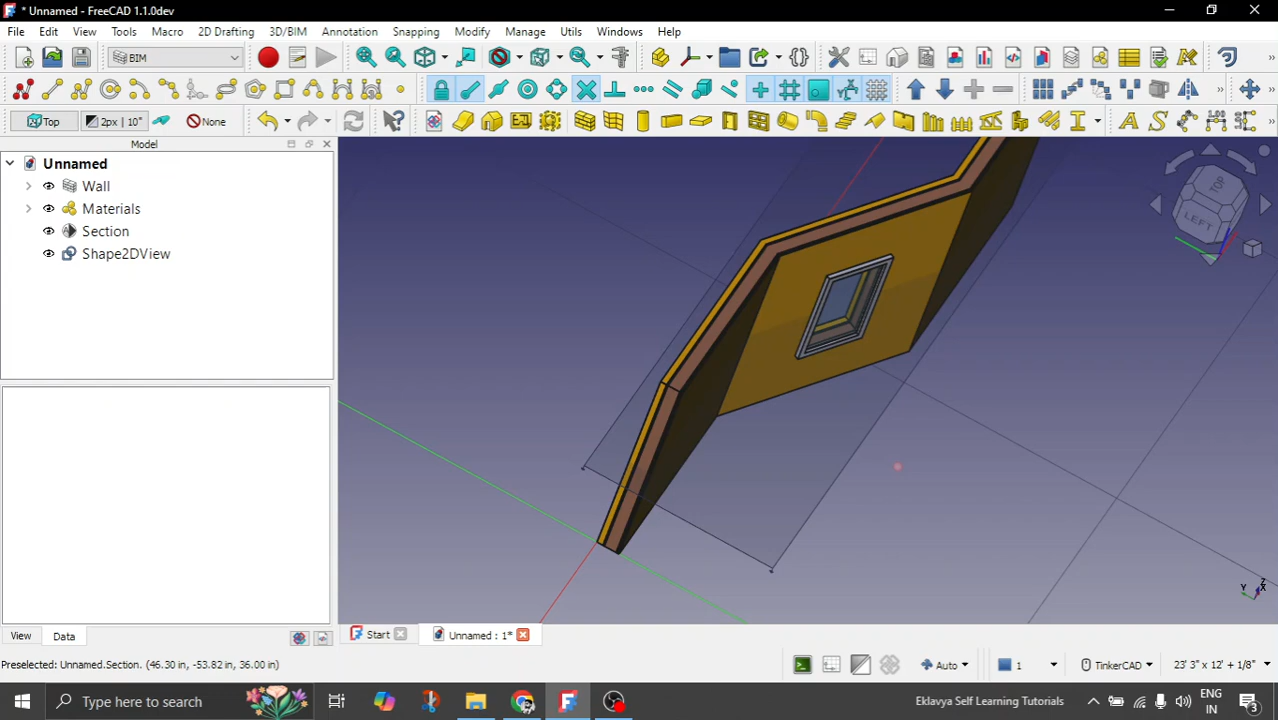 * Unnamed - FreeCAD 1.1.0dev
File Edit View Tools Macro 2D Drafting 3D/BIM Annotation Snapping Modify Manage Utils Windows Help
BIM
Top 2px | 10" None
Model
Unnamed
Wall
Materials
Section
Shape2DView
TOP
LEFT
Z
Y X
View Data
Start Unnamed : 1*
Preselected: Unnamed.Section. (46.30 in, -53.82 in, 36.00 in)
Auto 1 TinkerCAD 23' 3" x 12' + 1/8"
Type here to search
Eklavya Self Learning Tutorials
ENG
IN
3